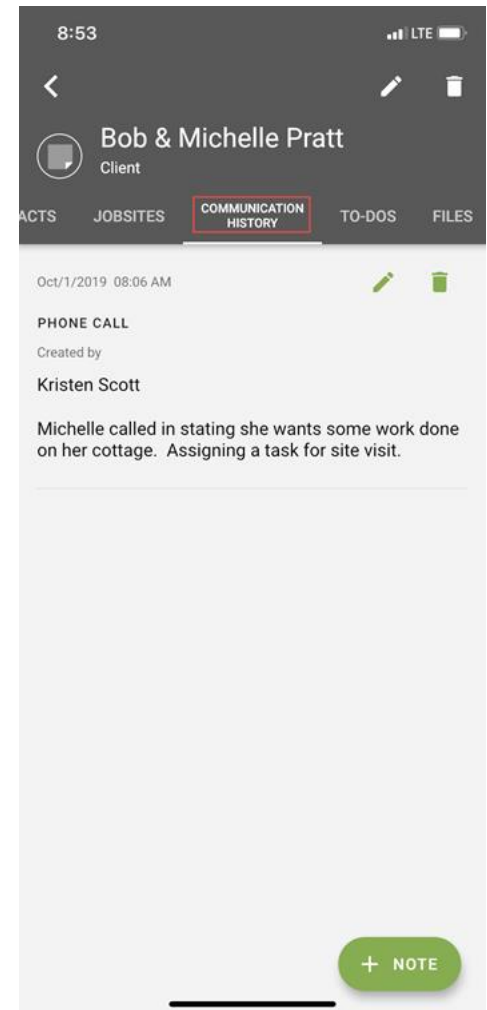 8:53
LTE
Bob & Michelle Pratt
Client
ACTS JOBSITES COMMUNICATION HISTORY TO-DOS FILES
Oct/1/2019 08:06 AM
PHONE CALL
Created by
Kristen Scott
Michelle called in stating she wants some work done
on her cottage. Assigning a task for site visit.
+ NOTE